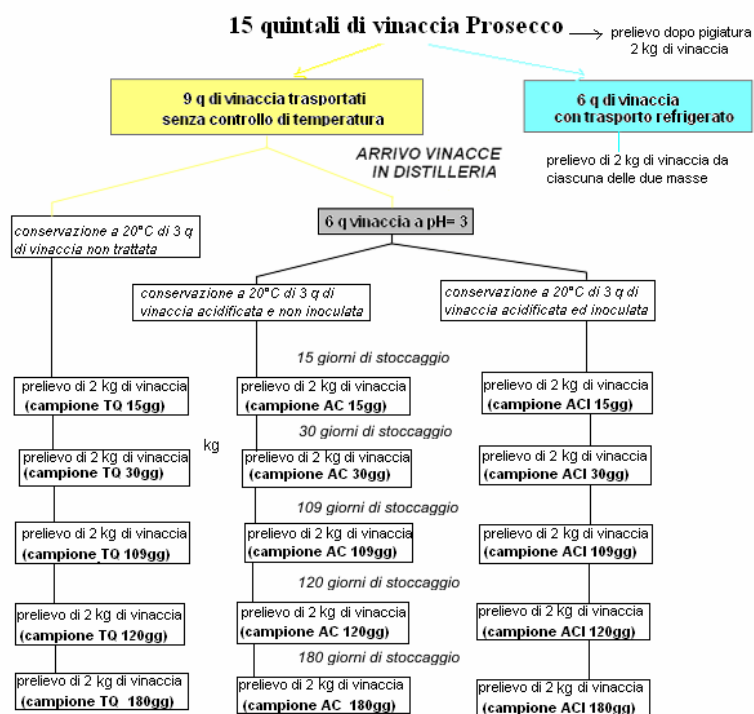 15 quintali di vinaccia Prosecco
prelievo dopo pigiatura
2 kg di vinaccia
9 q di vinaccia trasportati
senza controllo di temperatura
6 q di vinaccia
con trasporto refrigerato
ARRIVO VINACCE
IN DISTILLERIA
prelievo di 2 kg di vinaccia da
ciascuna delle due masse
conservazione a 20°C di 3 q
di vinaccia non trattata
6 q vinaccia a pH= 3
conservazione a 20°C di 3 q di
vinaccia acidificata e non inoculata
conservazione a 20°C di 3 q di
vinaccia acidificata ed inoculata
15 giorni di stoccaggio
prelievo di 2 kg di vinaccia
(campione TQ 15gg)
prelievo di 2 kg di vinaccia
(campione AC 15gg)
prelievo di 2 kg di vinaccia
(campione ACI 15gg)
30 giorni di stoccaggio
kg
prelievo di 2 kg di vinaccia
(campione TQ 30gg)
prelievo di 2 kg di vinaccia
(campione AC 30gg)
prelievo di 2 kg di vinaccia
(campione ACI 30gg)
109 giorni di stoccaggio
prelievo di 2 kg di vinaccia
(campione TQ 109gg)
prelievo di 2 kg di vinaccia
(campione AC 109gg)
prelievo di 2 kg di vinaccia
(campione ACI 109gg)
120 giorni di stoccaggio
prelievo di 2 kg di vinaccia
(campione TQ 120gg)
prelievo di 2 kg di vinaccia
(campione AC 120gg)
prelievo di 2 kg di vinaccia
(campione ACI 120gg)
180 giorni di stoccaggio
prelievo di 2 kg di vinaccia
(campione TQ 180gg)
prelievo di 2 kg di vinaccia
(campione AC 180gg)
prelievo di 2 kg di vinaccia
(campione ACI 180gg)